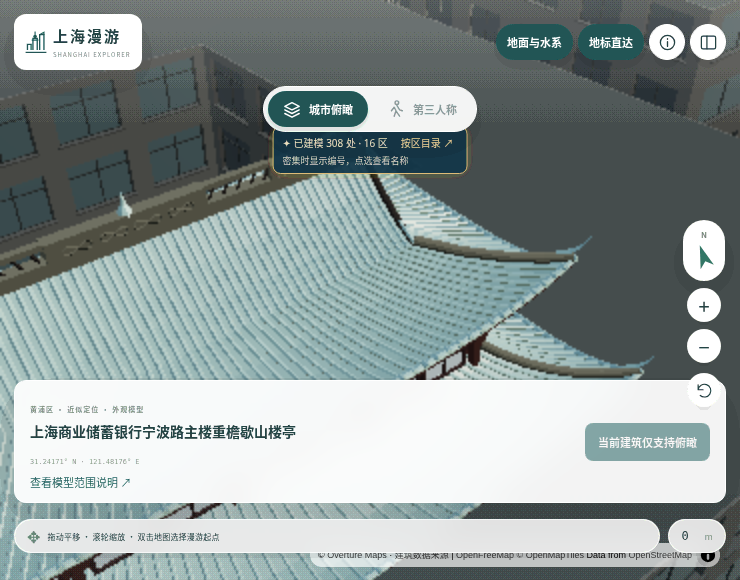 上海漫游
SHANGHAI EXPLORER
地面与水系
地标直达
城市俯瞰
第三人称
✦ 已建模 308 处 · 16 区 按区目录 ↗
密集时显示编号，点选查看名称
N
+
−
黄浦区 · 近似定位 · 外观模型
上海商业储蓄银行宁波路主楼重檐歇山楼亭
31.24171° N · 121.48176° E
查看模型范围说明 ↗
当前建筑仅支持俯瞰
拖动平移 · 滚轮缩放 · 双击地图选择漫游起点
0 m
© Overture Maps · 建筑数据来源 | OpenFreeMap © OpenMapTiles Data from OpenStreetMap